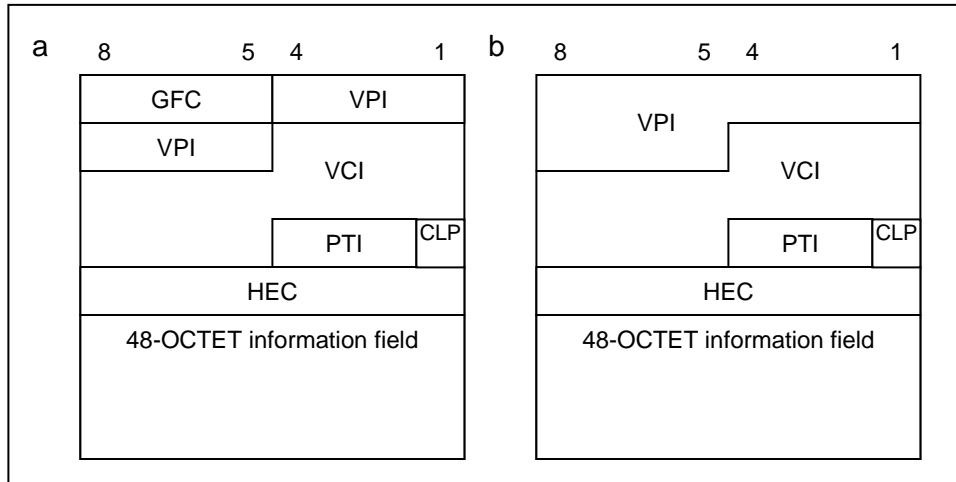 a 8 5 4 1
GFC VPI
VPI
VCI
PTI CLP
HEC
48-OCTET information field
b 8 5 4 1
VPI
VCI
PTI CLP
HEC
48-OCTET information field